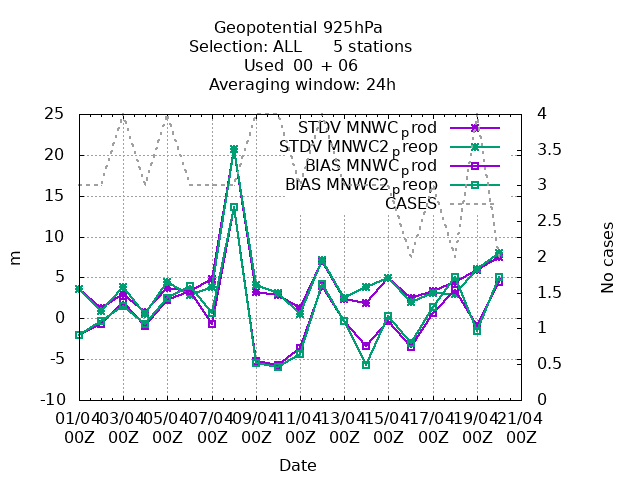 Geopotential 925hPa
Selection: ALL 5 stations
Used 00 + 06
Averaging window: 24h
STDV MNWC_prod
STDV MNWC2_preop
BIAS MNWC_prod
BIAS MNWC2_preop
CASES
25
20
15
10
5
0
-5
-10
m
4
3.5
3
2.5
2
1.5
1
0.5
0
No cases
01/04 03/04 05/04 07/04 09/04 11/04 13/04 15/04 17/04 19/04 21/04
00Z 00Z 00Z 00Z 00Z 00Z 00Z 00Z 00Z 00Z 00Z
Date